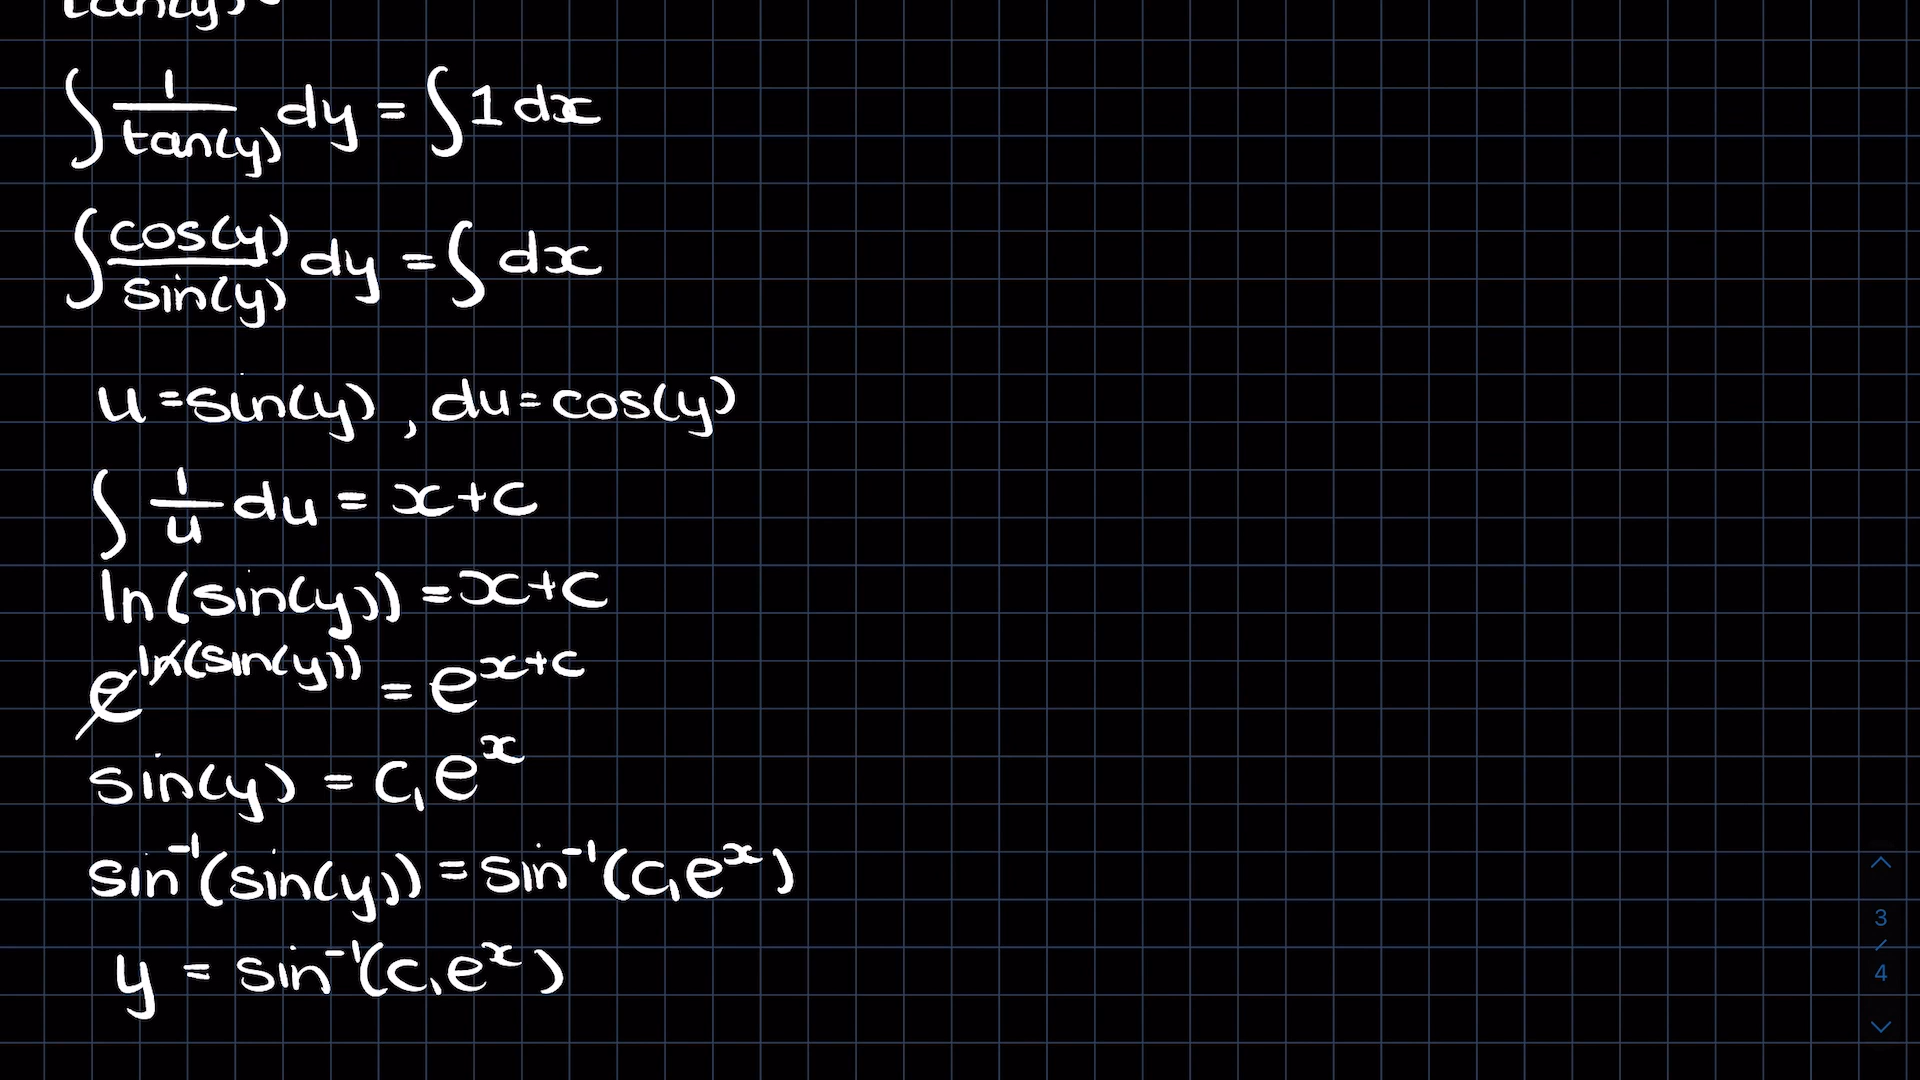 tan(y)
∫ 1/tan(y) dy = ∫ 1 dx
∫ cos(y)/sin(y) dy = ∫ dx
u = sin(y) , du = cos(y)
∫ 1/u du = x + c
ln(sin(y)) = x + c
e^ln(sin(y)) = e^x+c
sin(y) = c₁e^x
sin⁻¹(sin(y)) = sin⁻¹(c₁e^x)
y = sin⁻¹(c₁e^x)
3
/
4